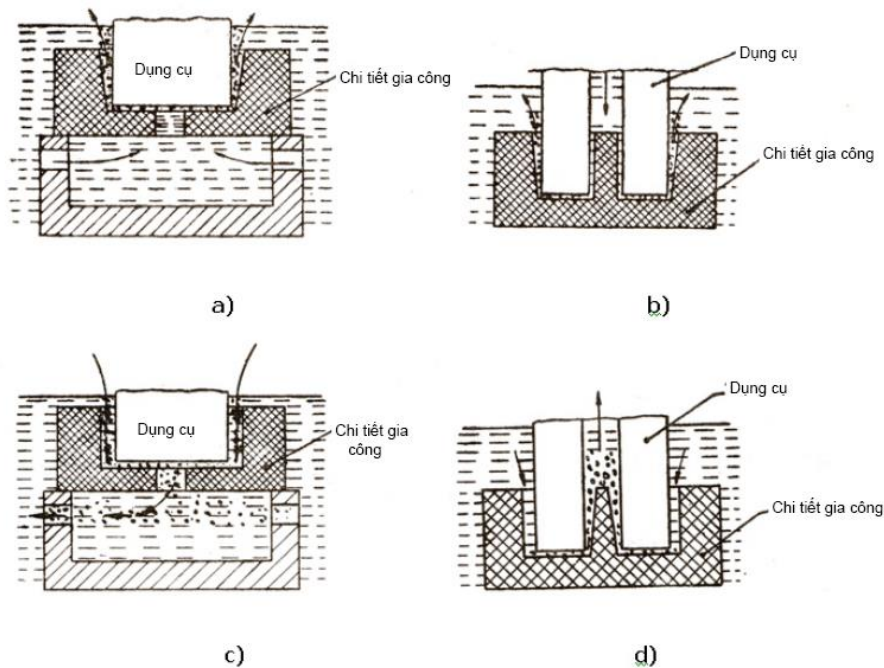 Dụng cụ
Chi tiết gia công
a)
Dụng cụ
Chi tiết gia công
b)
Dụng cụ
Chi tiết gia
công
c)
Dụng cụ
Chi tiết gia công
d)